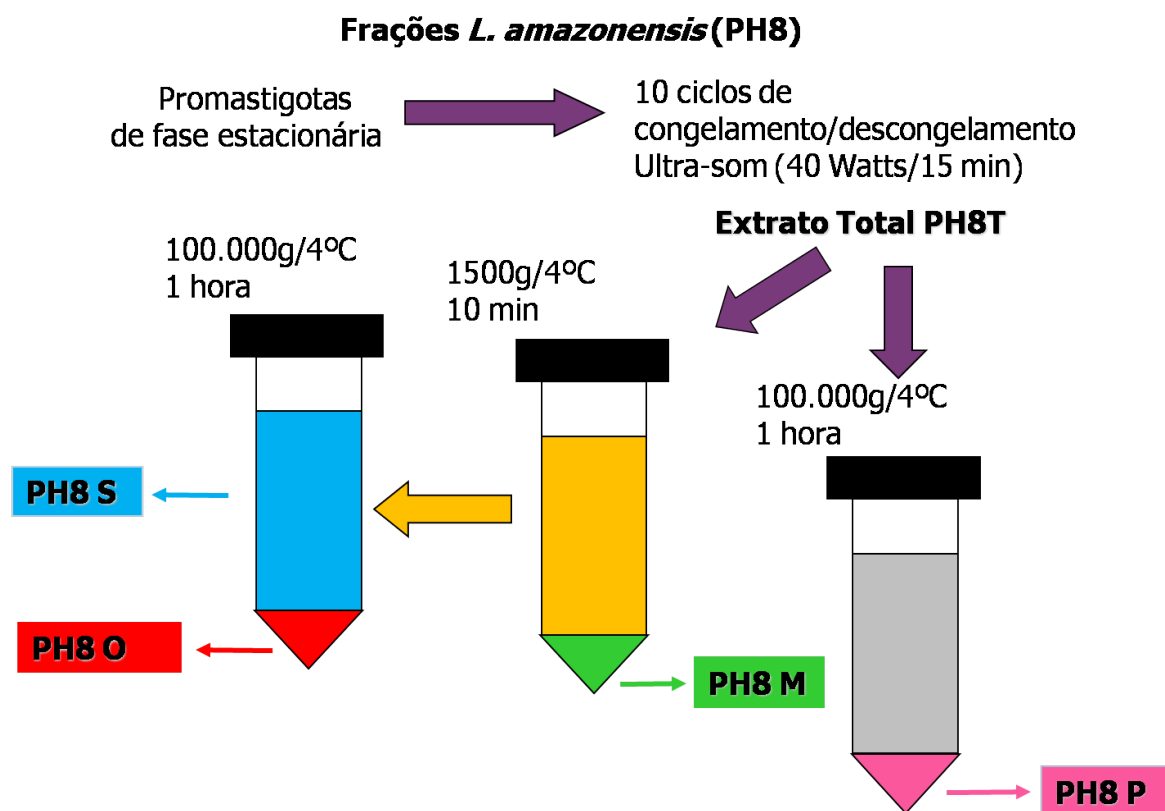 Frações L. amazonensis (PH8)
Promastigotas
de fase estacionária
10 ciclos de
congelamento/descongelamento
Ultra-som (40 Watts/15 min)
Extrato Total PH8T
100.000g/4ºC
1 hora
1500g/4ºC
10 min
100.000g/4ºC
1 hora
PH8 S
PH8 O
PH8 M
PH8 P